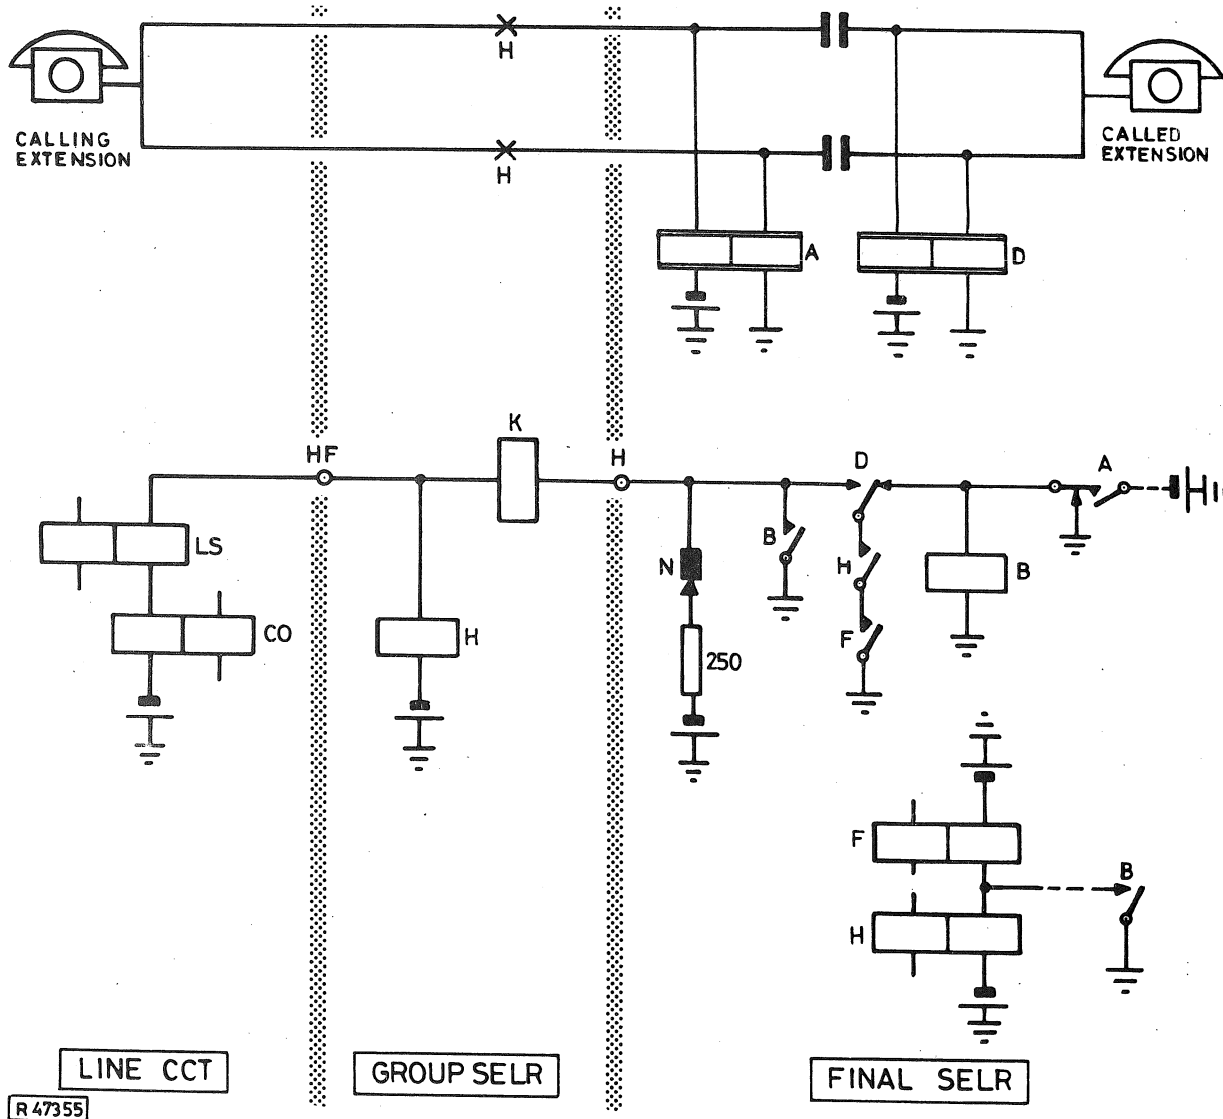 H
CALLING
EXTENSION
CALLED
EXTENSION
H
A
D
K
HF
H
D
A
LS
B
N
H
B
CO
H
F
250
F
B
H
LINE CCT
GROUP SELR
FINAL SELR
R 47355